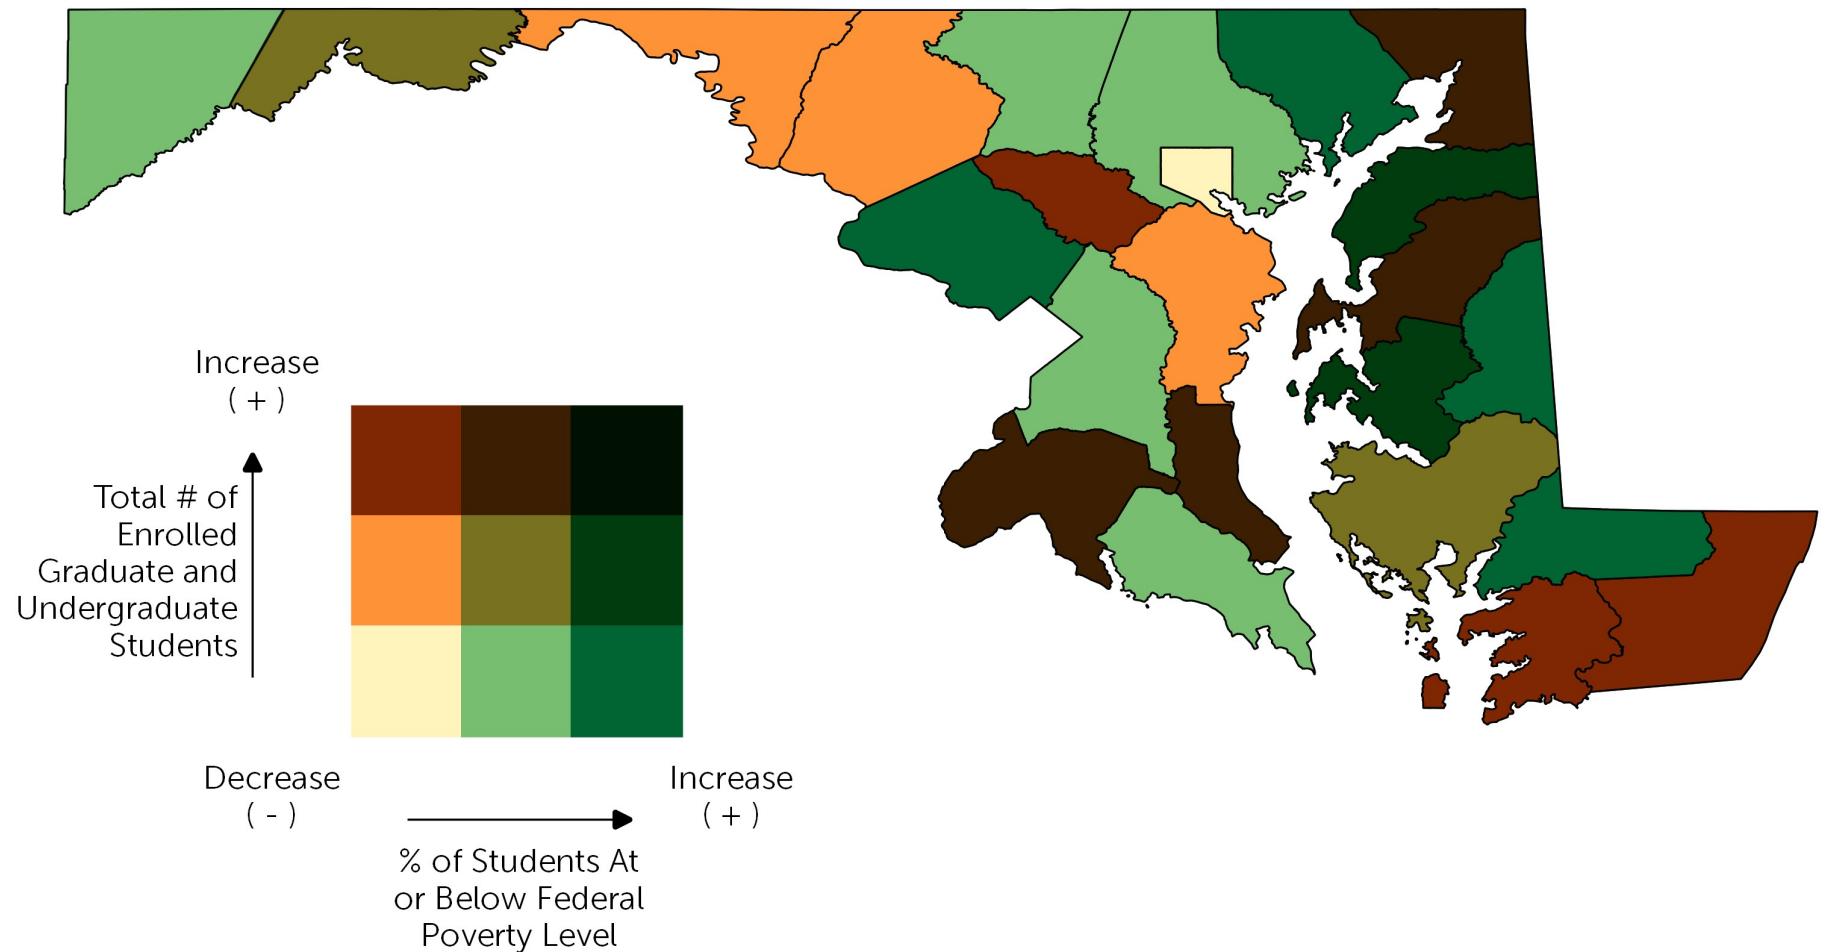 Increase
( + )
Total # of
Enrolled
Graduate and
Undergraduate
Students
Decrease
( - )
Increase
( + )
% of Students At
or Below Federal
Poverty Level